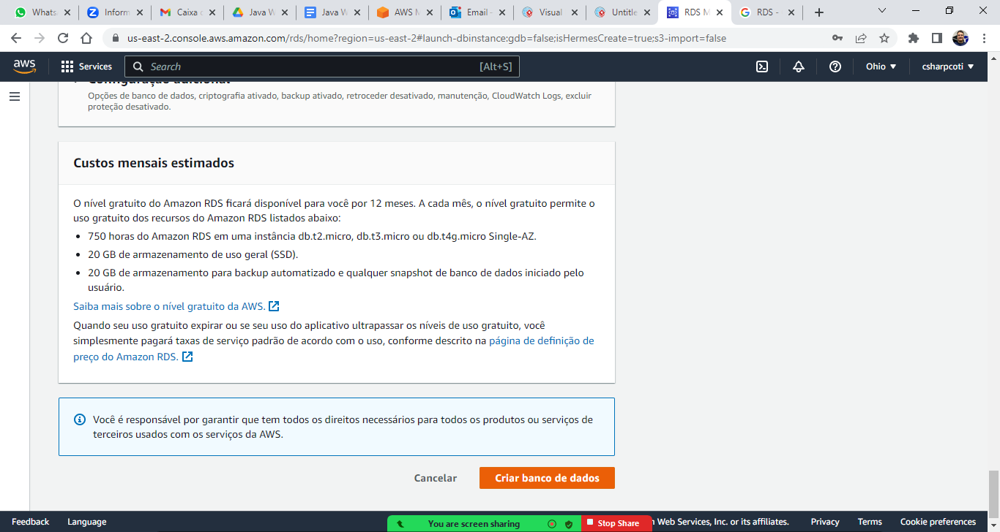 Whats
Inform
Caixa
Java W
Java W
AWS M
Email -
Visual
Untitle
RDS M
RDS -
us-east-2.console.aws.amazon.com/rds/home?region=us-east-2#launch-dbinstance:gdb=false;isHermesCreate=true;s3-import=false
aws
Services
Search
[Alt+S]
Ohio
csharpcoti
Configuração adicional
Opções de banco de dados, criptografia ativado, backup ativado, retroceder desativado, manutenção, CloudWatch Logs, excluir
proteção desativado.
Custos mensais estimados
O nível gratuito do Amazon RDS ficará disponível para você por 12 meses. A cada mês, o nível gratuito permite o
uso gratuito dos recursos do Amazon RDS listados abaixo:
• 750 horas do Amazon RDS em uma instância db.t2.micro, db.t3.micro ou db.t4g.micro Single-AZ.
• 20 GB de armazenamento de uso geral (SSD).
• 20 GB de armazenamento para backup automatizado e qualquer snapshot de banco de dados iniciado pelo
usuário.
Saiba mais sobre o nível gratuito da AWS.
Quando seu uso gratuito expirar ou se seu uso do aplicativo ultrapassar os níveis de uso gratuito, você
simplesmente pagará taxas de serviço padrão de acordo com o uso, conforme descrito na página de definição de
preço do Amazon RDS.
Você é responsável por garantir que tem todos os direitos necessários para todos os produtos ou serviços de
terceiros usados com os serviços da AWS.
Cancelar
Criar banco de dados
Feedback
Language
You are screen sharing
Stop Share
Web Services, Inc. or its affiliates.
Privacy
Terms
Cookie preferences